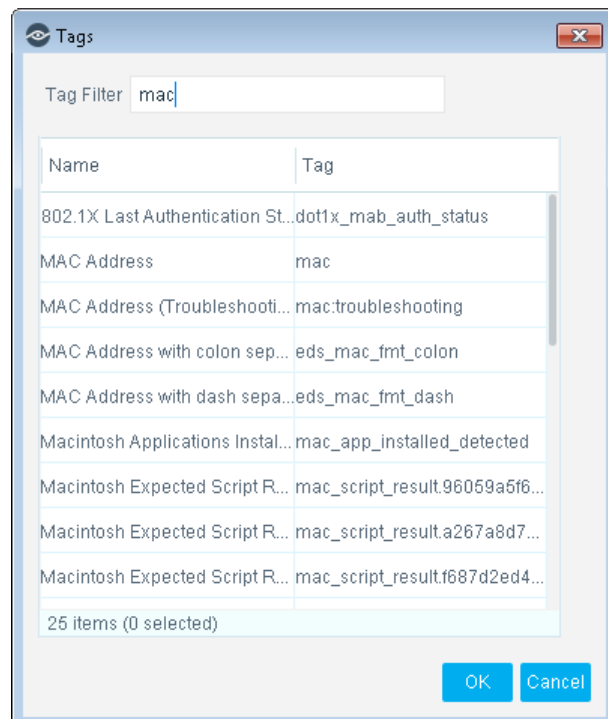 Tags
Tag Filter mac
Name Tag
802.1X Last Authentication St... dot1x_mab_auth_status
MAC Address mac
MAC Address (Troubleshooti... mac:troubleshooting
MAC Address with colon sep... eds_mac_fmt_colon
MAC Address with dash sepa... eds_mac_fmt_dash
Macintosh Applications Instal... mac_app_installed_detected
Macintosh Expected Script R... mac_script_result.96059a5f6...
Macintosh Expected Script R... mac_script_result.a267a8d7...
Macintosh Expected Script R... mac_script_result.f687d2ed4...
25 items (0 selected)
OK Cancel